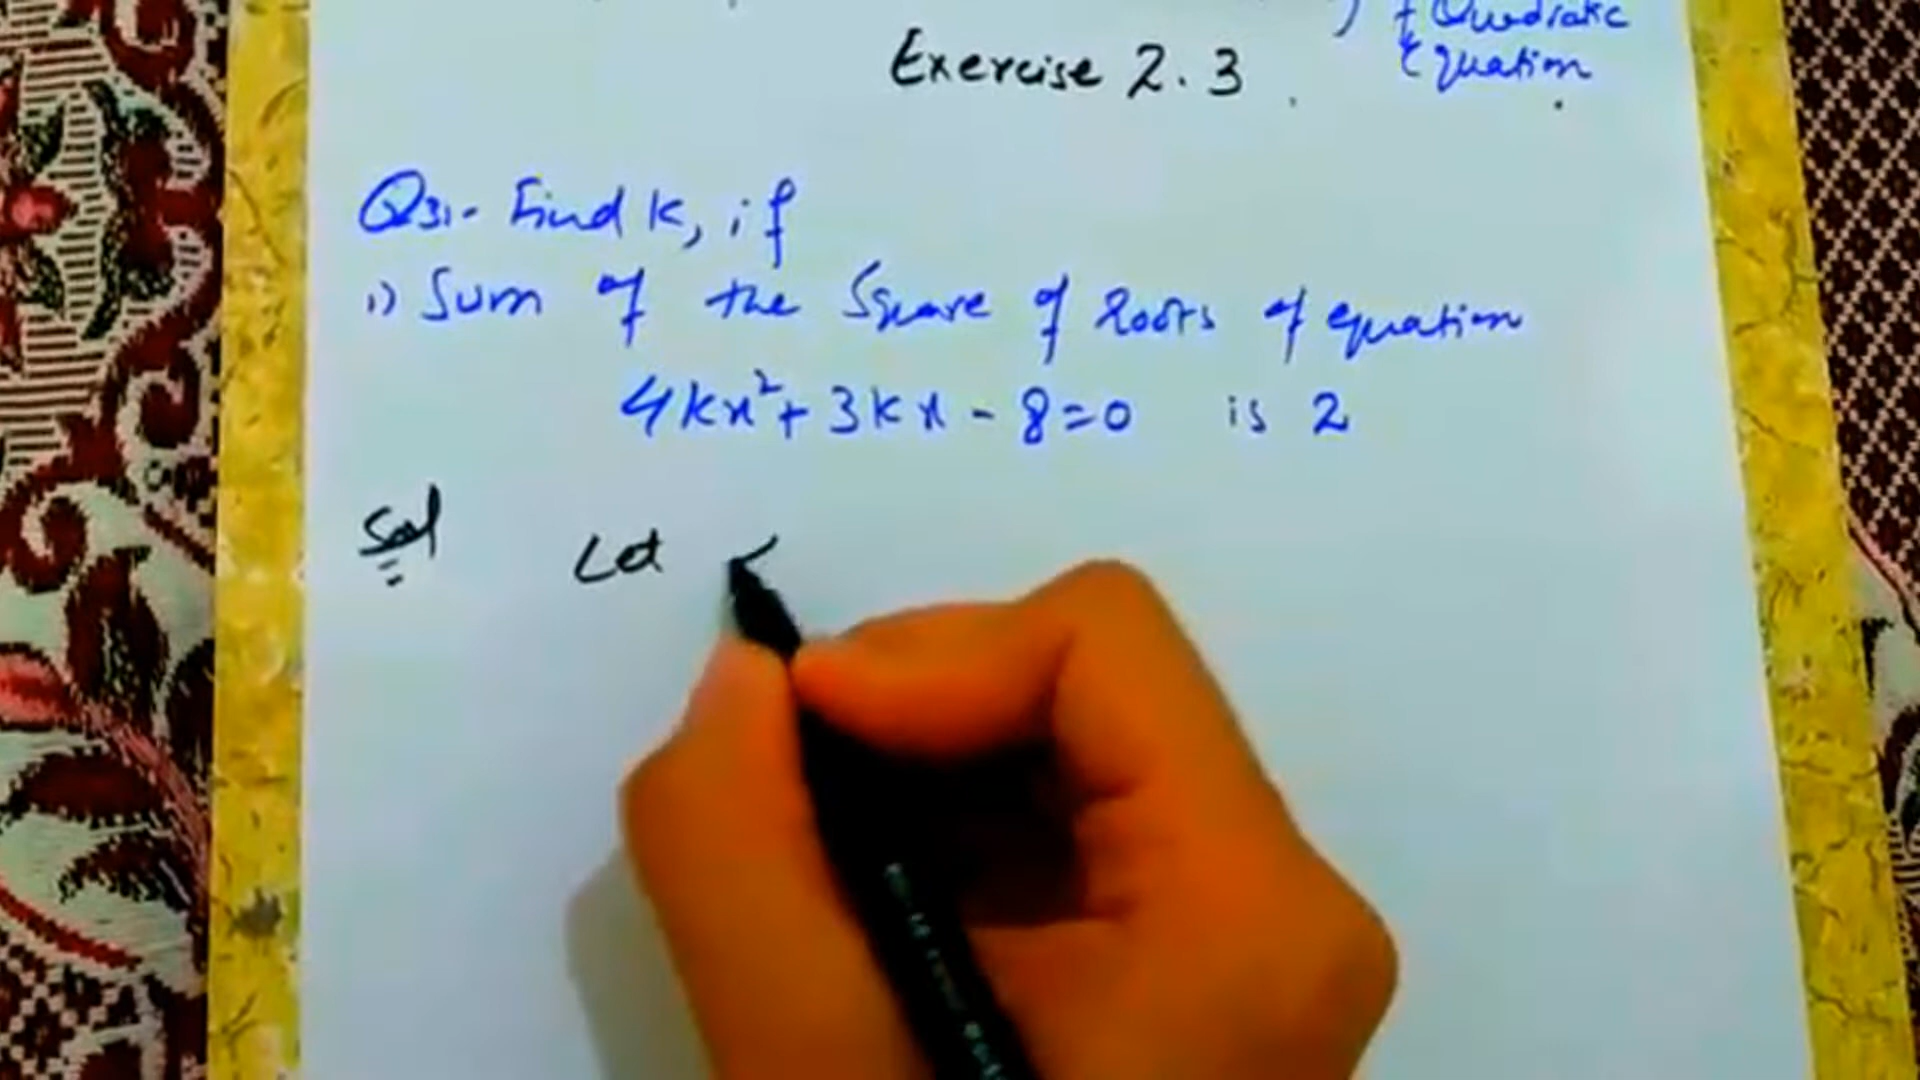 Quadratic
Equation
Exercise 2.3
Q3:- Find k, if
i) Sum of the Square of roots of equation
4kx²+3kx-8=0 is 2
Sol
Let